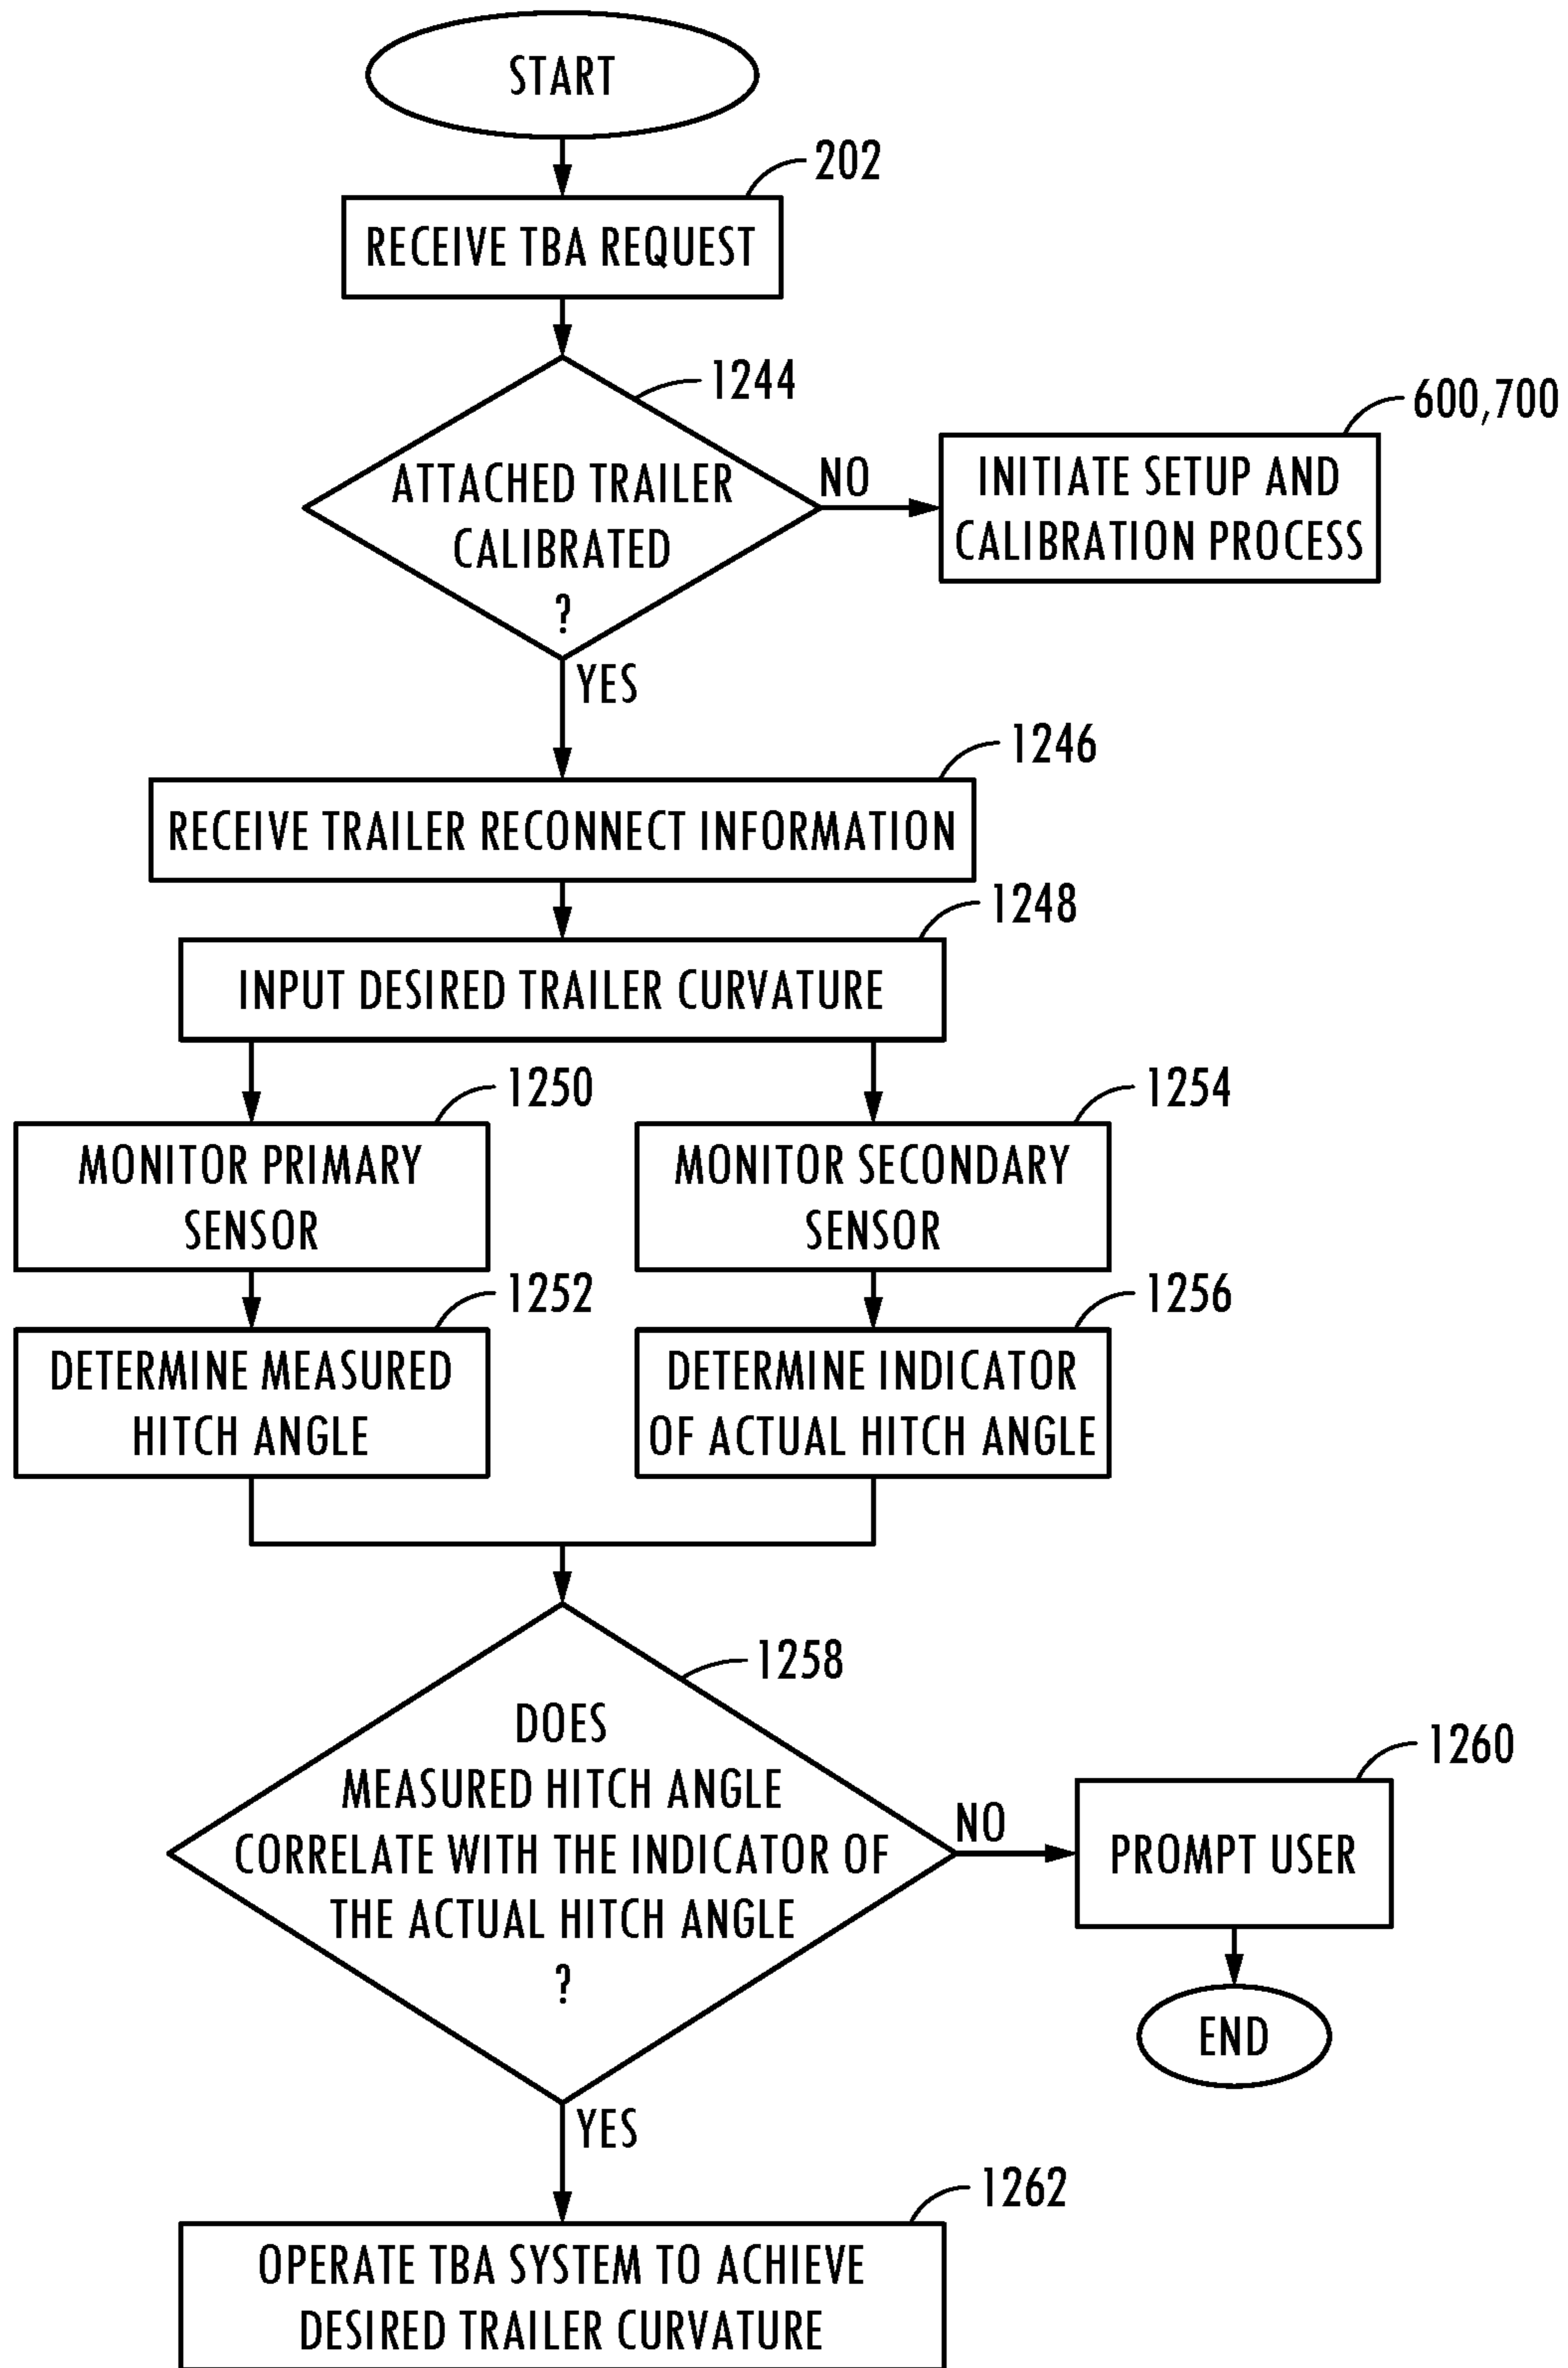 START
202
RECEIVE TBA REQUEST
1244
ATTACHED TRAILER
CALIBRATED
?
NO
600,700
INITIATE SETUP AND
CALIBRATION PROCESS
YES
1246
RECEIVE TRAILER RECONNECT INFORMATION
1248
INPUT DESIRED TRAILER CURVATURE
1250
MONITOR PRIMARY
SENSOR
1252
DETERMINE MEASURED
HITCH ANGLE
1254
MONITOR SECONDARY
SENSOR
1256
DETERMINE INDICATOR
OF ACTUAL HITCH ANGLE
1258
DOES
MEASURED HITCH ANGLE
CORRELATE WITH THE INDICATOR OF
THE ACTUAL HITCH ANGLE
?
NO
1260
PROMPT USER
END
YES
1262
OPERATE TBA SYSTEM TO ACHIEVE
DESIRED TRAILER CURVATURE